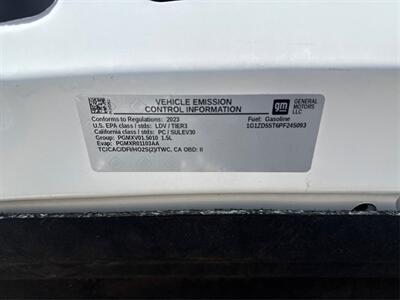 VEHICLE EMISSION
CONTROL INFORMATION
gm GENERAL
MOTORS
LLC
Conforms to Regulations: 2023
Fuel: Gasoline
U.S. EPA class / stds: LDV / TIER3
1G1ZD5ST6PF245093
California class / stds: PC / SULEV30
Group: PGMXV01.5010 1.5L
Evap: PGMXR01103AA
TC/CAC/DFI/HO2S(2)/TWC, CA OBD: II